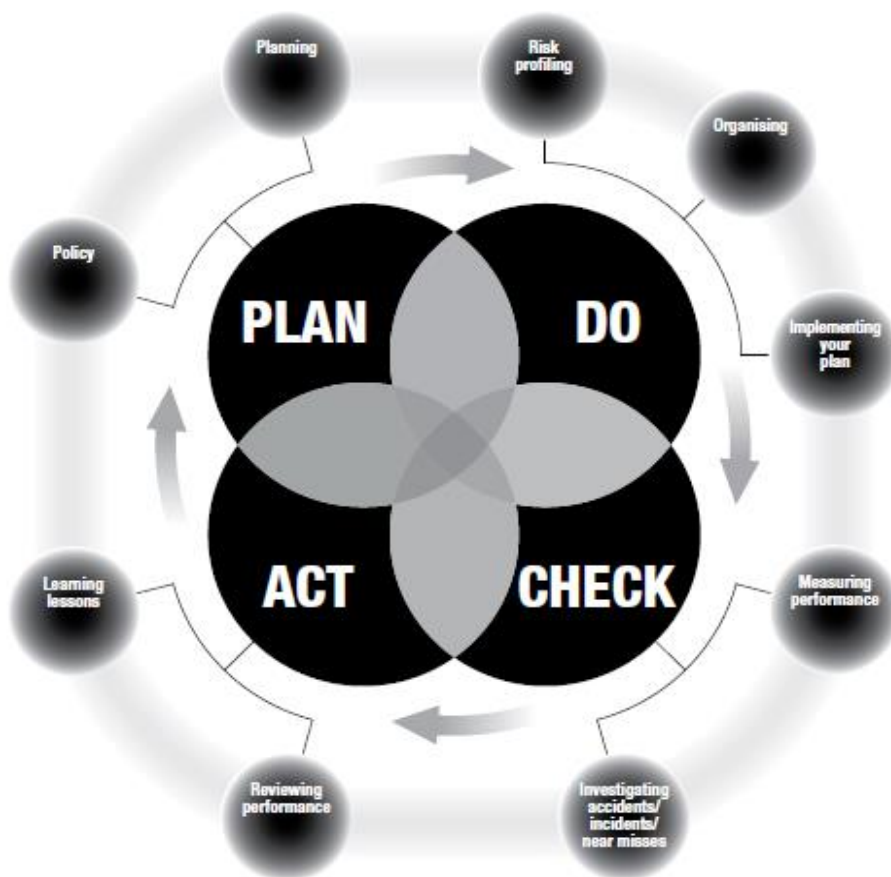 Planning
Risk
profiling
Organising
Policy
PLAN
DO
Implementing
your
plan
ACT
CHECK
Learning
lessons
Measuring
performance
Reviewing
performance
Investigating
accidents/
incidents/
near misses